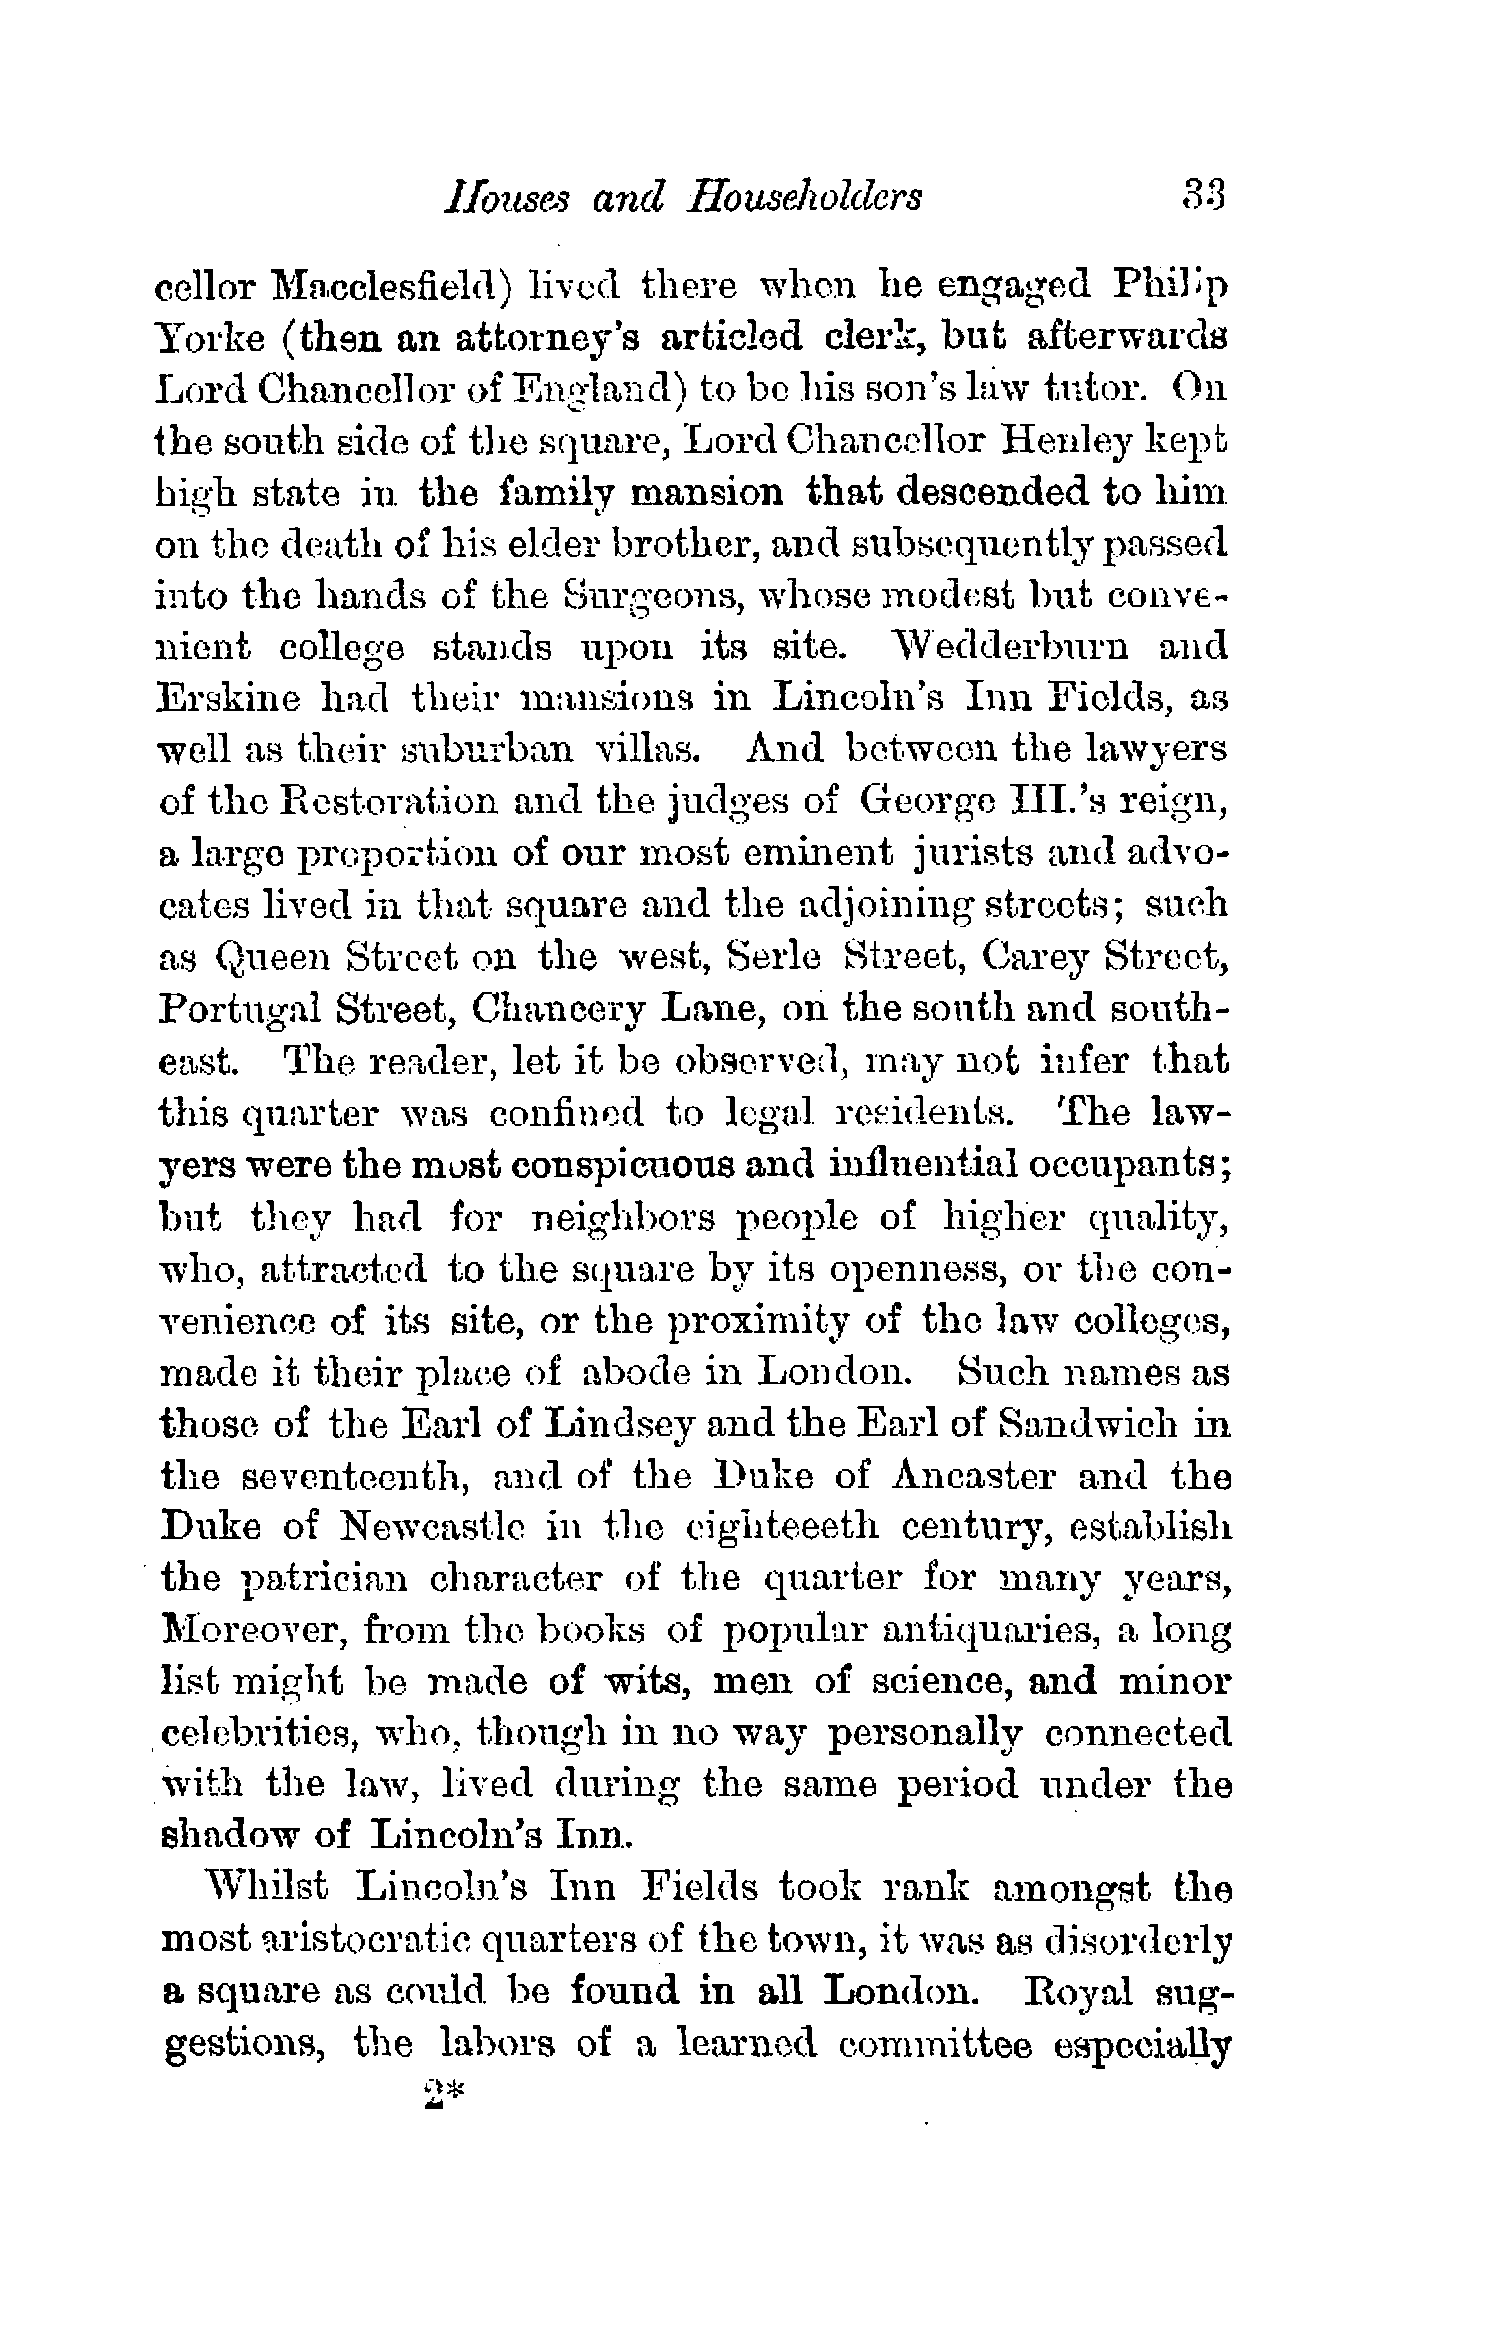 Houses and Householders 33
cellor Macclesfield) lived there when he engaged Philip
Yorke (then an attorney's articled clerk, but afterwards
Lord Chancellor of England) to be his son's law tutor. On
the south side of the square, Lord Chancellor Henley kept
high state in the family mansion that descended to him
on the death of his elder brother, and subsequently passed
into the hands of the Surgeons, whose modest but conve-
nient college stands upon its site. Wedderburn and
Erskine had their mansions in Lincoln's Inn Fields, as
well as their suburban villas. And between the lawyers
of the Restoration and the judges of George III.'s reign,
a large proportion of our most eminent jurists and advo-
cates lived in that square and the adjoining streets; such
as Queen Street on the west, Serle Street, Carey Street,
Portugal Street, Chancery Lane, on the south and south-
east. The reader, let it be observed, may not infer that
this quarter was confined to legal residents. The law-
yers were the most conspicuous and influential occupants;
but they had for neighbors people of higher quality,
who, attracted to the square by its openness, or the con-
venience of its site, or the proximity of the law colleges,
made it their place of abode in London. Such names as
those of the Earl of Lindsey and the Earl of Sandwich in
the seventeenth, and of the Duke of Ancaster and the
Duke of Newcastle in the eighteeeth century, establish
the patrician character of the quarter for many years,
Moreover, from the books of popular antiquaries, a long
list might be made of wits, men of science, and minor
celebrities, who, though in no way personally connected
with the law, lived during the same period under the
shadow of Lincoln's Inn.
Whilst Lincoln's Inn Fields took rank amongst the
most aristocratic quarters of the town, it was as disorderly
a square as could be found in all London. Royal sug-
gestions, the labors of a learned committee especially
2*